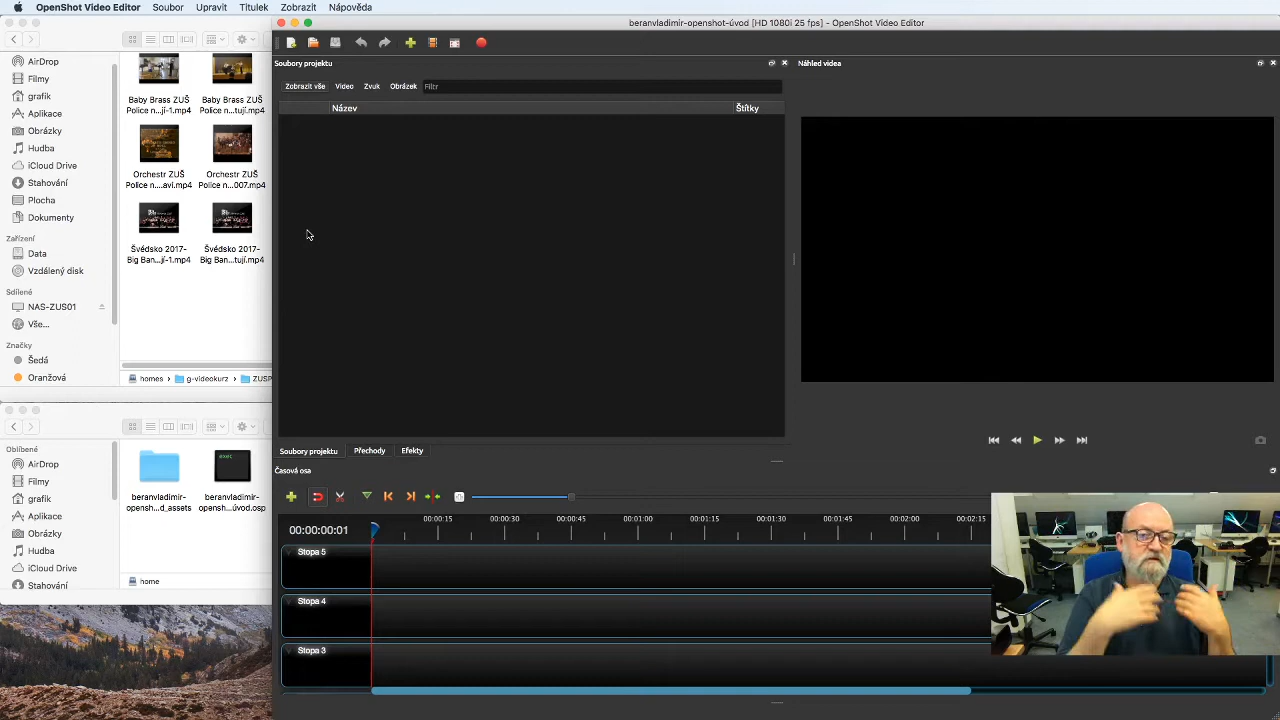 OpenShot Video Editor Soubor Upravit Titulek Zobrazit Nápověda
beranvladimir-openshot-úvod [HD 1080i 25 fps] - OpenShot Video Editor
AirDrop
Filmy
grafik
Aplikace
Obrázky
Hudba
iCloud Drive
Stahování
Plocha
Dokumenty
Zařízení
Data
Vzdálený disk
Sdílené
NAS-ZUS01
Vše...
Značky
Šedá
Oranžová
Baby Brass ZUŠ
Police n...jí-1.mp4
Baby Brass ZUŠ
Police n...tují.mp4
Orchestr ZUŠ
Police n....avi.mp4
Orchestr ZUŠ
Police n...007.mp4
Švédsko 2017-
Big Ban...jí-1.mp4
Švédsko 2017-
Big Ban...tují.mp4
homes › g-videokurz › ZUSP
Oblíbené
AirDrop
Filmy
grafik
Aplikace
Obrázky
Hudba
iCloud Drive
Stahování
beranvladimir-
opensh...d_assets
exec
beranvladimir-
openshot-úvod.osp
home
Soubory projektu
Zobrazit vše Video Zvuk Obrázek Filtr
Název Štítky
Náhled videa
Soubory projektu Přechody Efekty
Časová osa
00:00:00:01
00:00:15 00:00:30 00:00:45 00:01:00 00:01:15 00:01:30 00:01:45 00:02:00 00:02:15
Stopa 5
Stopa 4
Stopa 3